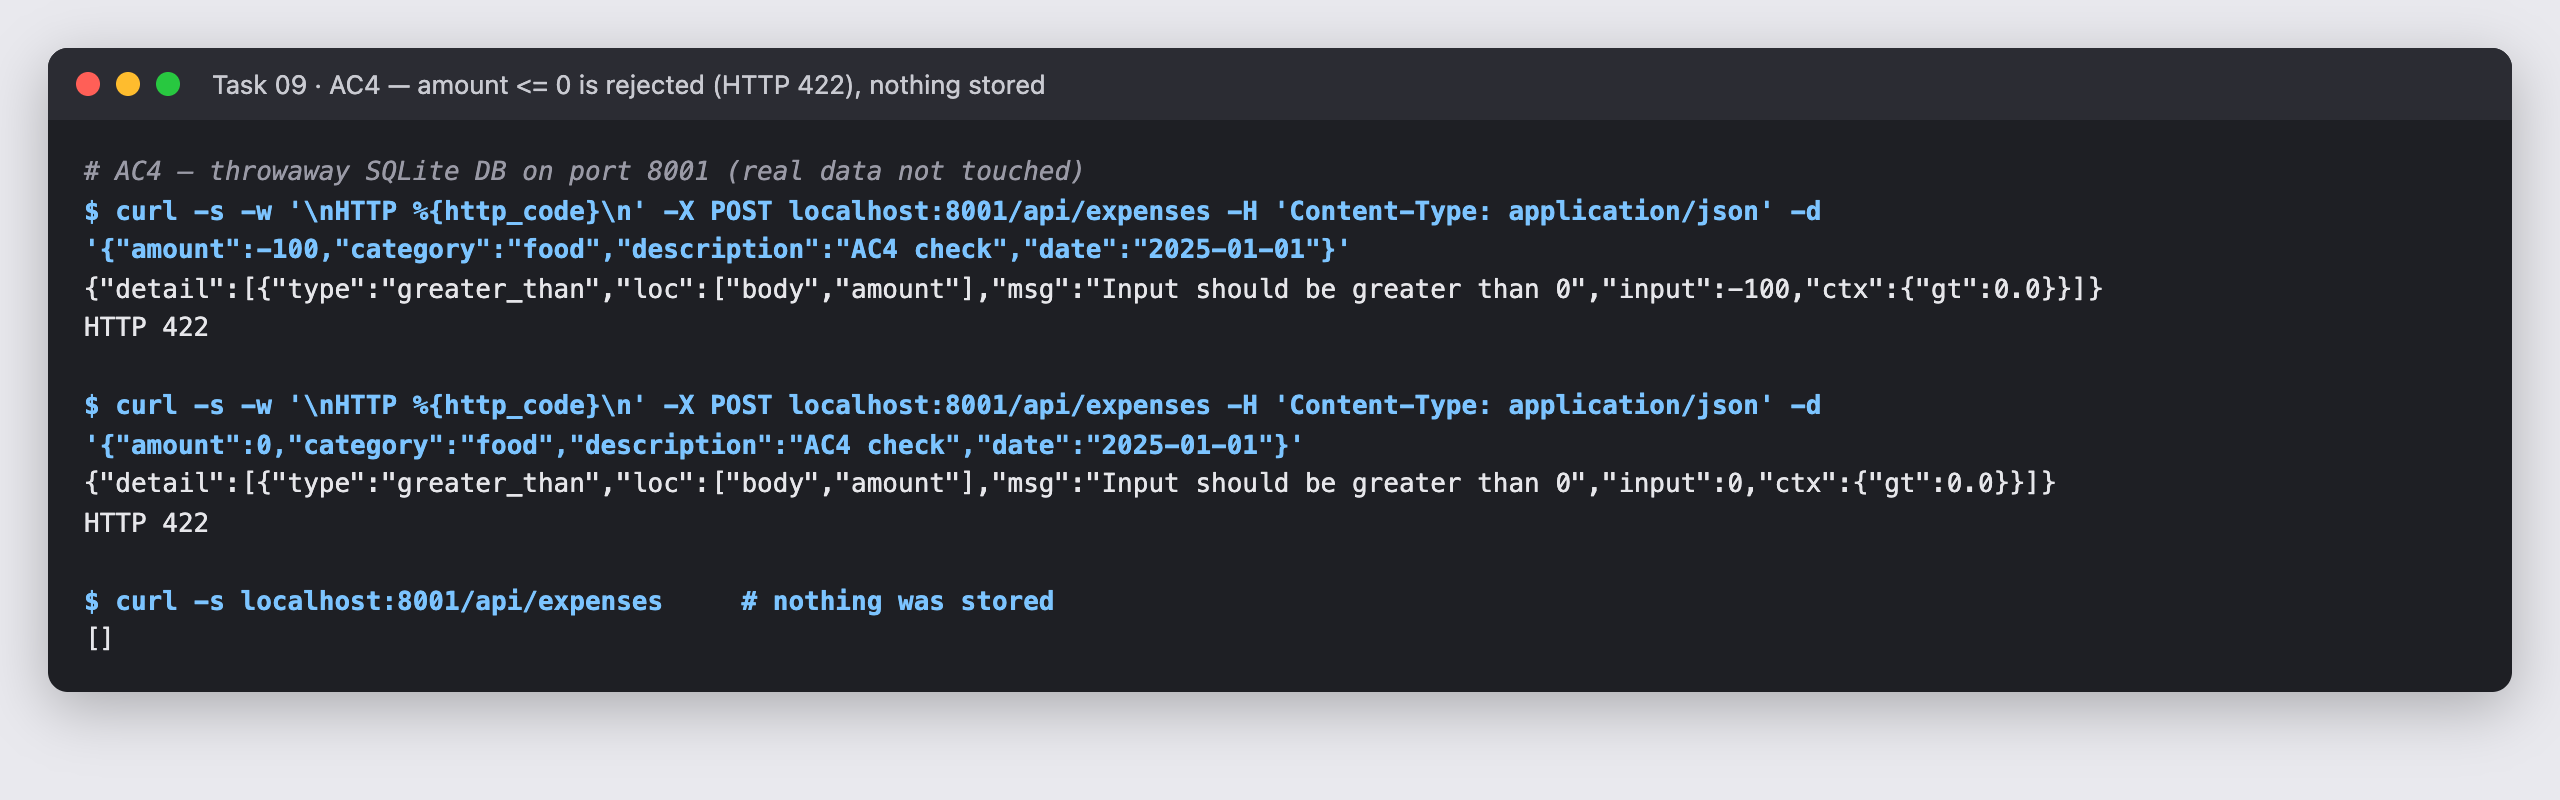 Task 09 · AC4 — amount <= 0 is rejected (HTTP 422), nothing stored
# AC4 — throwaway SQLite DB on port 8001 (real data not touched)
$ curl -s -w '\nHTTP %{http_code}\n' -X POST localhost:8001/api/expenses -H 'Content-Type: application/json' -d
'{"amount":-100,"category":"food","description":"AC4 check","date":"2025-01-01"}'
{"detail":[{"type":"greater_than","loc":["body","amount"],"msg":"Input should be greater than 0","input":-100,"ctx":{"gt":0.0}}]}
HTTP 422
$ curl -s -w '\nHTTP %{http_code}\n' -X POST localhost:8001/api/expenses -H 'Content-Type: application/json' -d
'{"amount":0,"category":"food","description":"AC4 check","date":"2025-01-01"}'
{"detail":[{"type":"greater_than","loc":["body","amount"],"msg":"Input should be greater than 0","input":0,"ctx":{"gt":0.0}}]}
HTTP 422
$ curl -s localhost:8001/api/expenses     # nothing was stored
[]